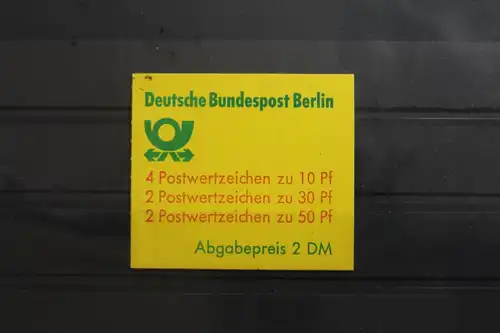 Deutsche Bundespost Berlin
4 Postwertzeichen zu 10 Pf
2 Postwertzeichen zu 30 Pf
2 Postwertzeichen zu 50 Pf
Abgabepreis 2 DM